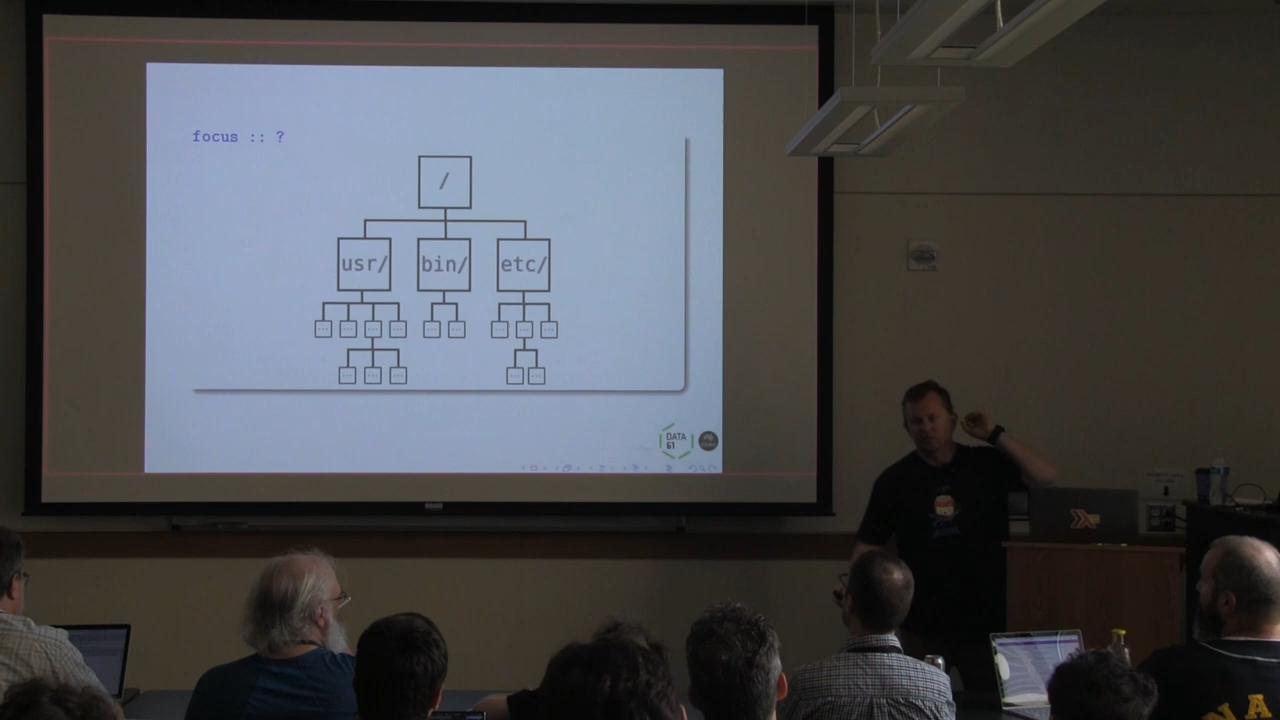 focus :: ?
/
usr/ bin/ etc/
... ... ... ... ... ... ... ... ...
... ... ... ... ...
DATA
61